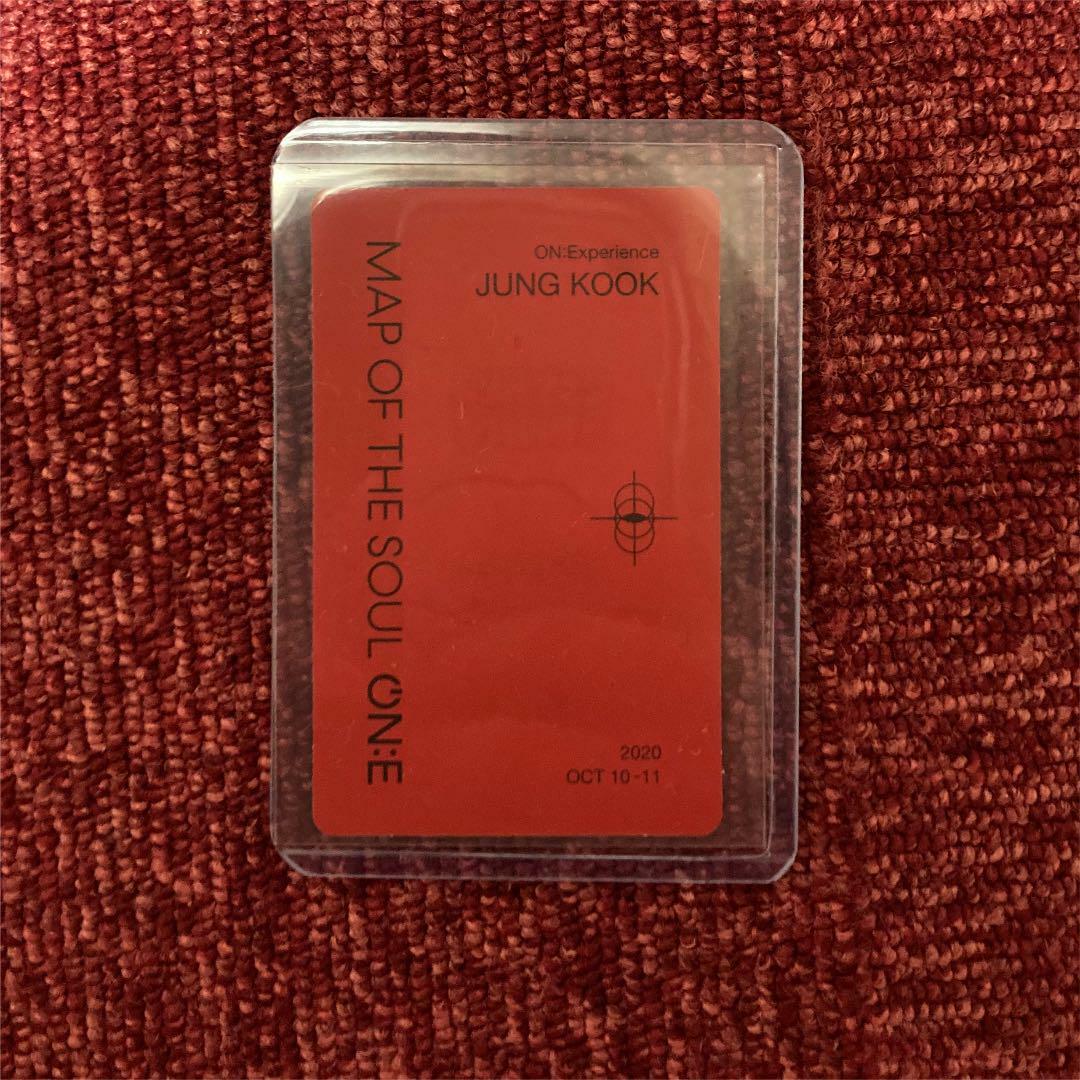 MAP OF THE SOUL ON:E
ON:Experience
JUNG KOOK
2020
OCT 10-11